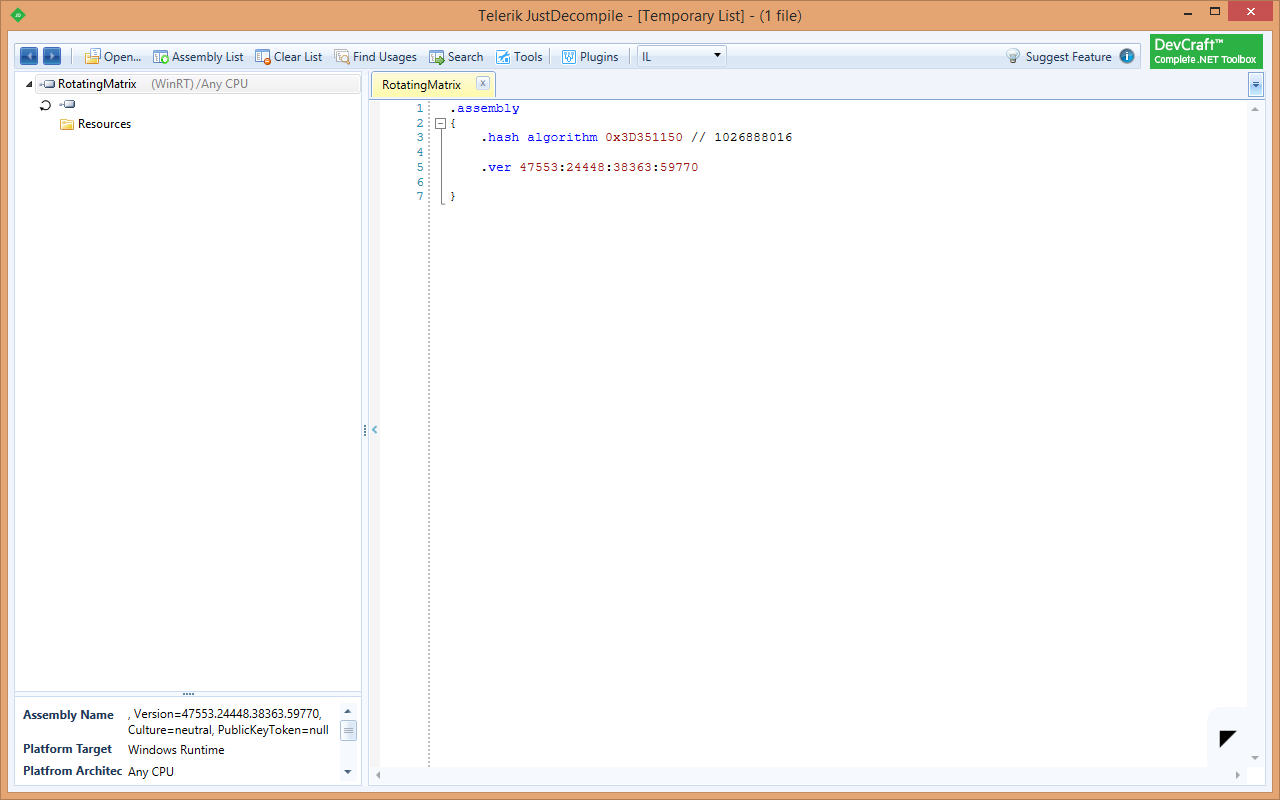 Telerik JustDecompile - [Temporary List] - (1 file)
Open... Assembly List Clear List Find Usages Search Tools Plugins IL Suggest Feature
DevCraft™
Complete .NET Toolbox
RotatingMatrix (WinRT) /Any CPU
Resources
RotatingMatrix
1 .assembly
2 {
3 .hash algorithm 0x3D351150 // 1026888016
4
5 .ver 47553:24448:38363:59770
6
7 }
Assembly Name , Version=47553.24448.38363.59770,
Culture=neutral, PublicKeyToken=null
Platform Target Windows Runtime
Platfrom Architec Any CPU